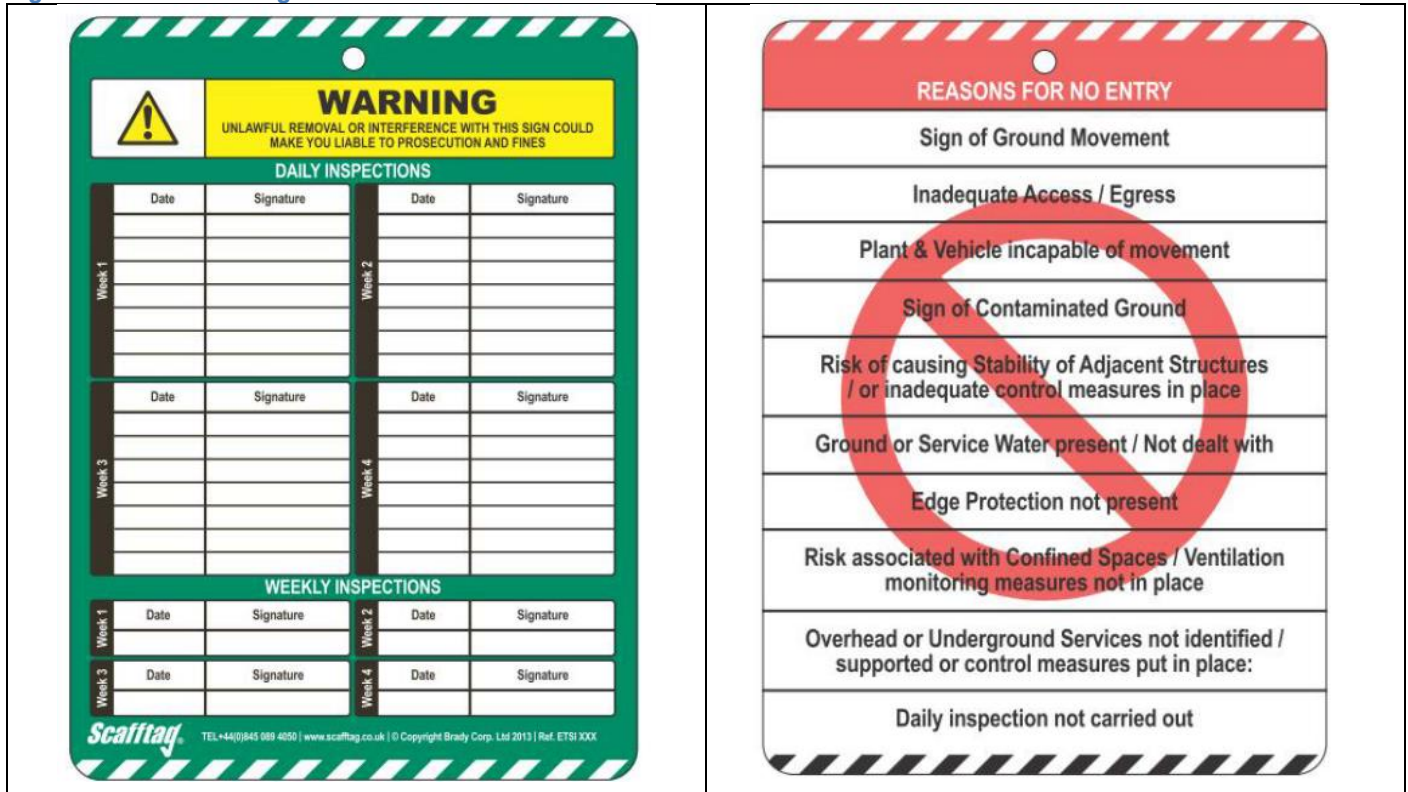 WARNING
UNLAWFUL REMOVAL OR INTERFERENCE WITH THIS SIGN COULD
MAKE YOU LIABLE TO PROSECUTION AND FINES
DAILY INSPECTIONS
Week 1
Date Signature
Week 2
Date Signature
Week 3
Date Signature
Week 4
Date Signature
WEEKLY INSPECTIONS
Week 1
Date Signature
Week 2
Date Signature
Week 3
Date Signature
Week 4
Date Signature
Scafftag.
TEL+44(0)845 089 4050 | www.scafftag.co.uk | © Copyright Brady Corp. Ltd 2013 | Ref. ETSI XXX
REASONS FOR NO ENTRY
Sign of Ground Movement
Inadequate Access / Egress
Plant & Vehicle incapable of movement
Sign of Contaminated Ground
Risk of causing Stability of Adjacent Structures
/ or inadequate control measures in place
Ground or Service Water present / Not dealt with
Edge Protection not present
Risk associated with Confined Spaces / Ventilation
monitoring measures not in place
Overhead or Underground Services not identified /
supported or control measures put in place:
Daily inspection not carried out